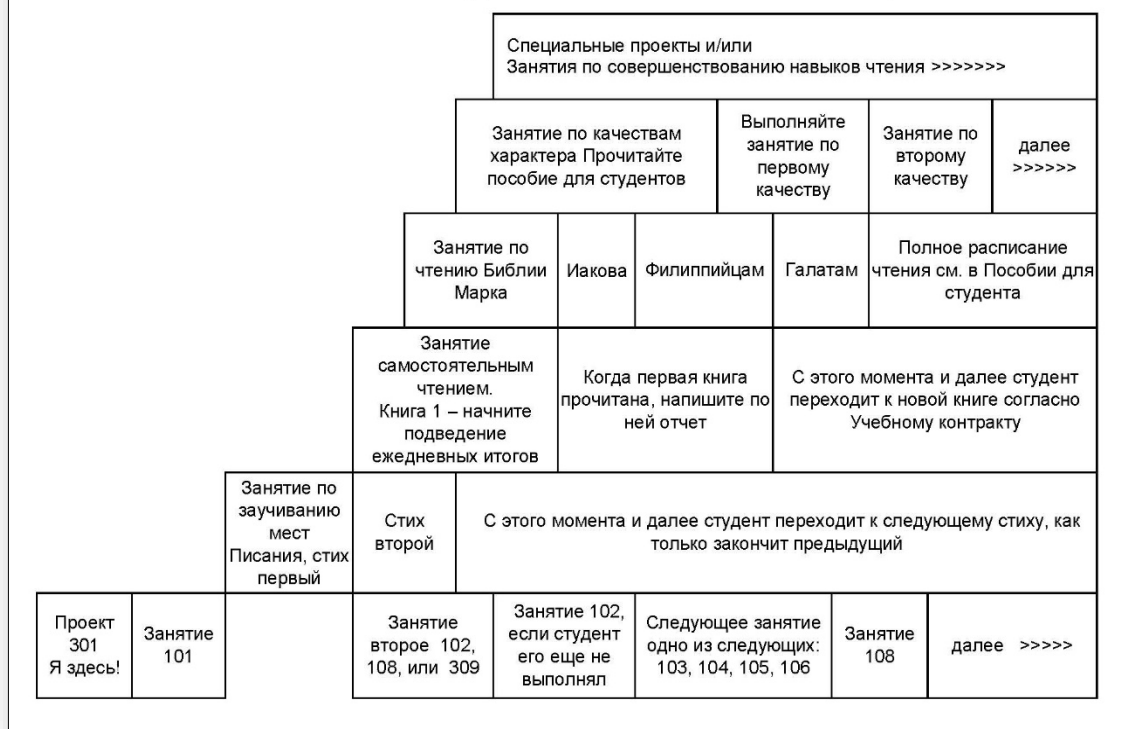 Специальные проекты и/или
Занятия по совершенствованию навыков чтения >>>>>>>
Занятие по качествам
характера Прочитайте
пособие для студентов
Выполняйте
занятие по
первому
качеству
Занятие по
второму
качеству
далее
>>>>>>
Занятие по
чтению Библии
Марка
Иакова
Филиппийцам
Галатам
Полное расписание
чтения см. в Пособии для
студента
Занятие
самостоятельным
чтением.
Книга 1 – начните
подведение
ежедневных итогов
Когда первая книга
прочитана, напишите по
ней отчет
С этого момента и далее студент
переходит к новой книге согласно
Учебному контракту
Занятие по
заучиванию
мест
Писания, стих
первый
Стих
второй
С этого момента и далее студент переходит к следующему стиху, как
только закончит предыдущий
Проект
301
Я здесь!
Занятие
101
Занятие
второе 102,
108, или 309
Занятие 102,
если студент
его еще не
выполнял
Следующее занятие
одно из следующих:
103, 104, 105, 106
Занятие
108
далее >>>>>